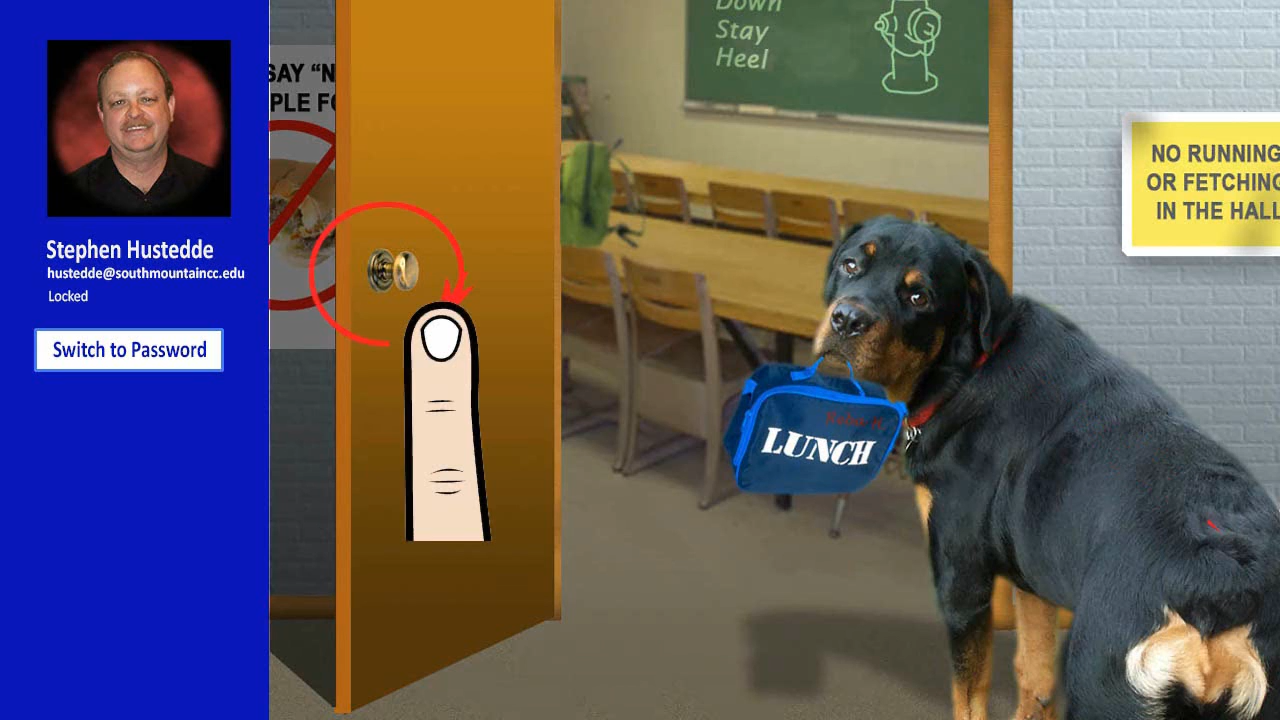 Stephen Hustedde
hustedde@southmountaincc.edu
Locked
Switch to Password
SAY “N
PLE FO
Down
Stay
Heel
LUNCH
NO RUNNING
OR FETCHING
IN THE HALL